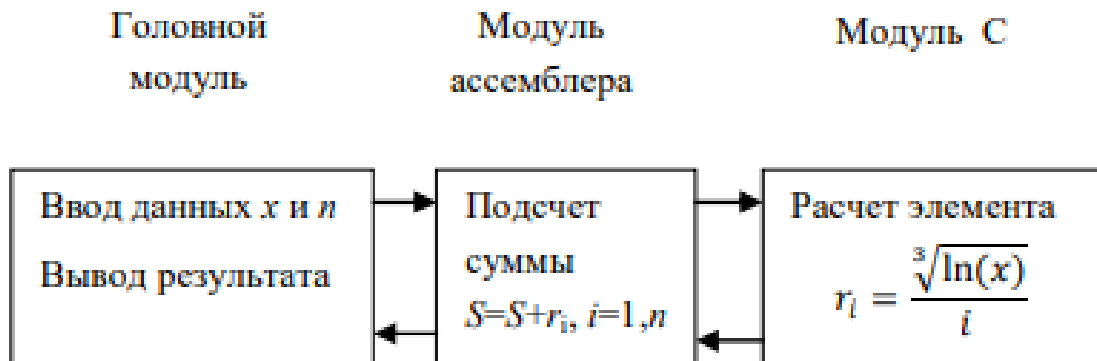 Головной
модуль
Модуль
ассемблера
Модуль С
Ввод данных x и n
Вывод результата
Подсчет
суммы
S=S+rᵢ, i=1,n
Расчет элемента
rᵢ = ∛ln(x) / i